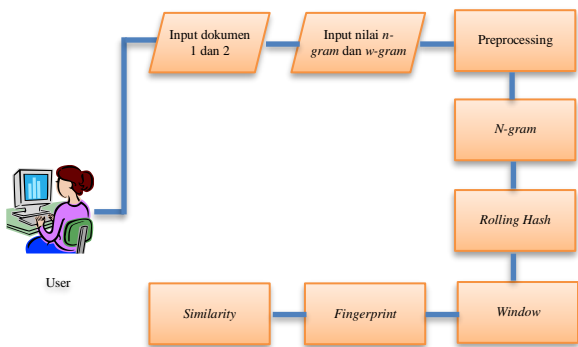 Input dokumen
1 dan 2
Input nilai n-
gram dan w-gram
Preprocessing
N-gram
Rolling Hash
User
Similarity
Fingerprint
Window